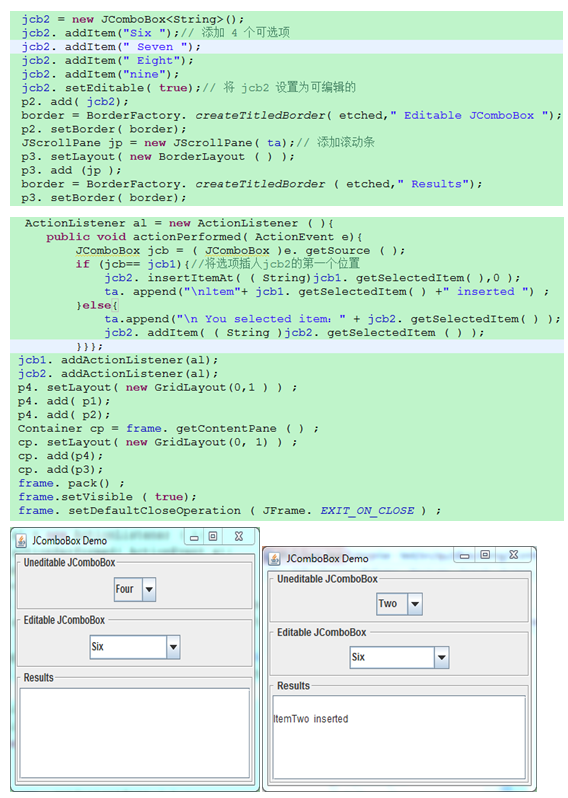 jcb2 = new JComboBox<String>();
jcb2. addItem("Six ");// 添加 4 个可选项
jcb2. addItem(" Seven ");
jcb2. addItem(" Eight");
jcb2. addItem("nine");
jcb2. setEditable( true);// 将 jcb2 设置为可编辑的
p2. add( jcb2);
border = BorderFactory. createTitledBorder( etched," Editable JComboBox ");
p2. setBorder( border);
JScrollPane jp = new JScrollPane( ta);// 添加滚动条
p3. setLayout( new BorderLayout ( ) );
p3. add (jp );
border = BorderFactory. createTitledBorder ( etched," Results");
p3. setBorder( border);
ActionListener al = new ActionListener ( ){
public void actionPerformed( ActionEvent e){
JComboBox jcb = ( JComboBox )e. getSource ( );
if (jcb== jcb1){//将选项插人jcb2的第一个位置
jcb2. insertItemAt( ( String)jcb1. getSelectedItem( ),0 );
ta. append("\nltem"+ jcb1. getSelectedItem( ) +" inserted ") ;
}else{
ta.append("\n You selected item：" + jcb2. getSelectedItem( ) );
jcb2. addItem( ( String )jcb2. getSelectedItem ( ) );
}}};
jcb1. addActionListener(al);
jcb2. addActionListener(al);
p4. setLayout( new GridLayout(0,1 ) ) ;
p4. add( p1);
p4. add( p2);
Container cp = frame. getContentPane ( ) ;
cp. setLayout( new GridLayout(0, 1) ) ;
cp. add(p4);
cp. add(p3);
frame. pack() ;
frame.setVisible ( true);
frame. setDefaultCloseOperation ( JFrame. EXIT_ON_CLOSE ) ;
JComboBox Demo
Uneditable JComboBox
Four
Editable JComboBox
Six
Results
JComboBox Demo
Uneditable JComboBox
Two
Editable JComboBox
Six
Results
ltemTwo inserted